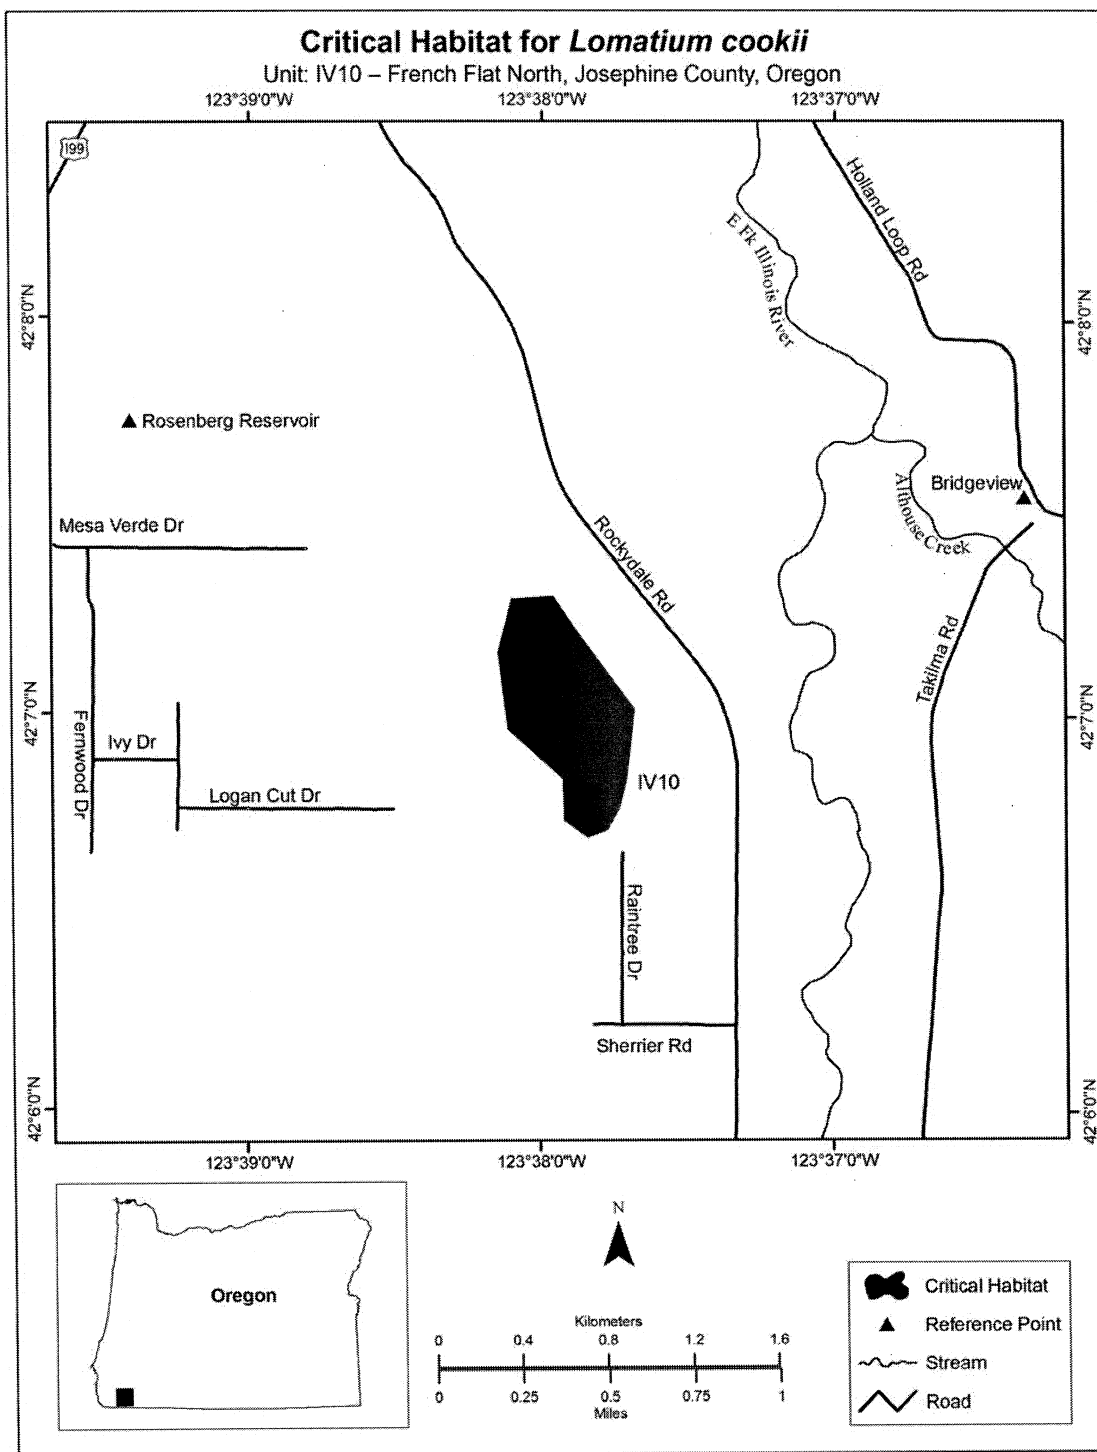 Critical Habitat for Lomatium cookii
Unit: IV10 – French Flat North, Josephine County, Oregon
123°39'0"W
123°38'0"W
123°37'0"W
199
Holland Loop Rd
E Fk Illinois River
42°8'0"N
42°8'0"N
Rosenberg Reservoir
Bridgeview
Althouse Creek
Mesa Verde Dr
Rockydale Rd
Takilma Rd
42°7'0"N
42°7'0"N
Fernwood Dr
Ivy Dr
IV10
Logan Cut Dr
Raintree Dr
Sherrier Rd
42°6'0"N
42°6'0"N
123°39'0"W
123°38'0"W
123°37'0"W
N
Oregon
Kilometers
0 0.4 0.8 1.2 1.6
0 0.25 0.5 0.75 1
Miles
Critical Habitat
Reference Point
Stream
Road